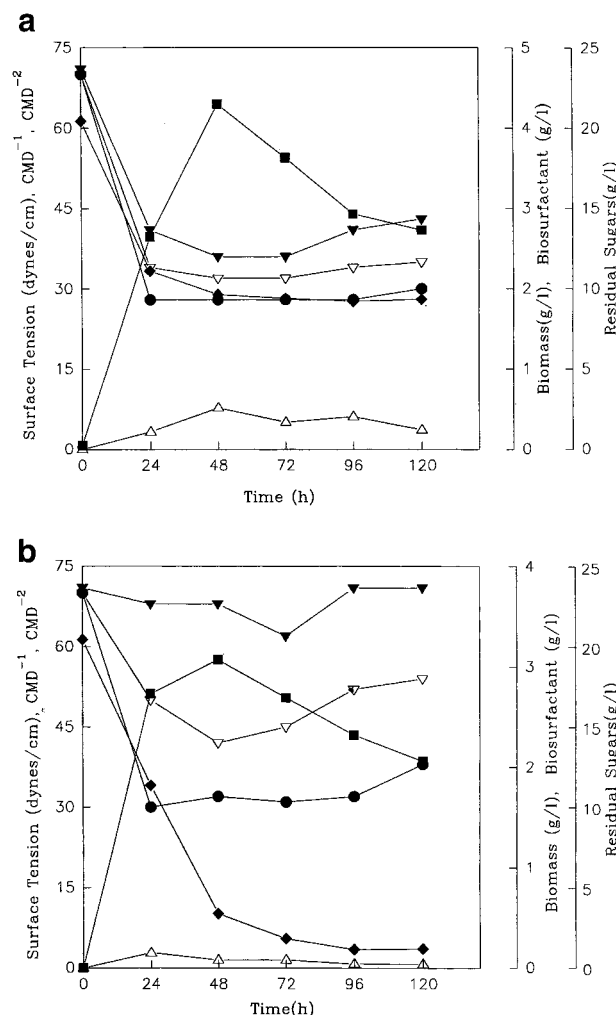 a
75
60
45
30
15
0
Surface Tension (dynes/cm), CMD⁻¹, CMD⁻²
0 24 48 72 96 120
Time (h)
5
4
3
2
1
0
Biomass(g/l), Biosurfactant (g/l)
25
20
15
10
5
0
Residual Sugars(g/l)
b
75
60
45
30
15
0
Surface Tension (dynes/cm), CMD⁻¹, CMD⁻²
0 24 48 72 96 120
Time(h)
4
3
2
1
0
Biomass (g/l), Biosurfactant (g/l)
25
20
15
10
5
0
Residual Sugars(g/l)